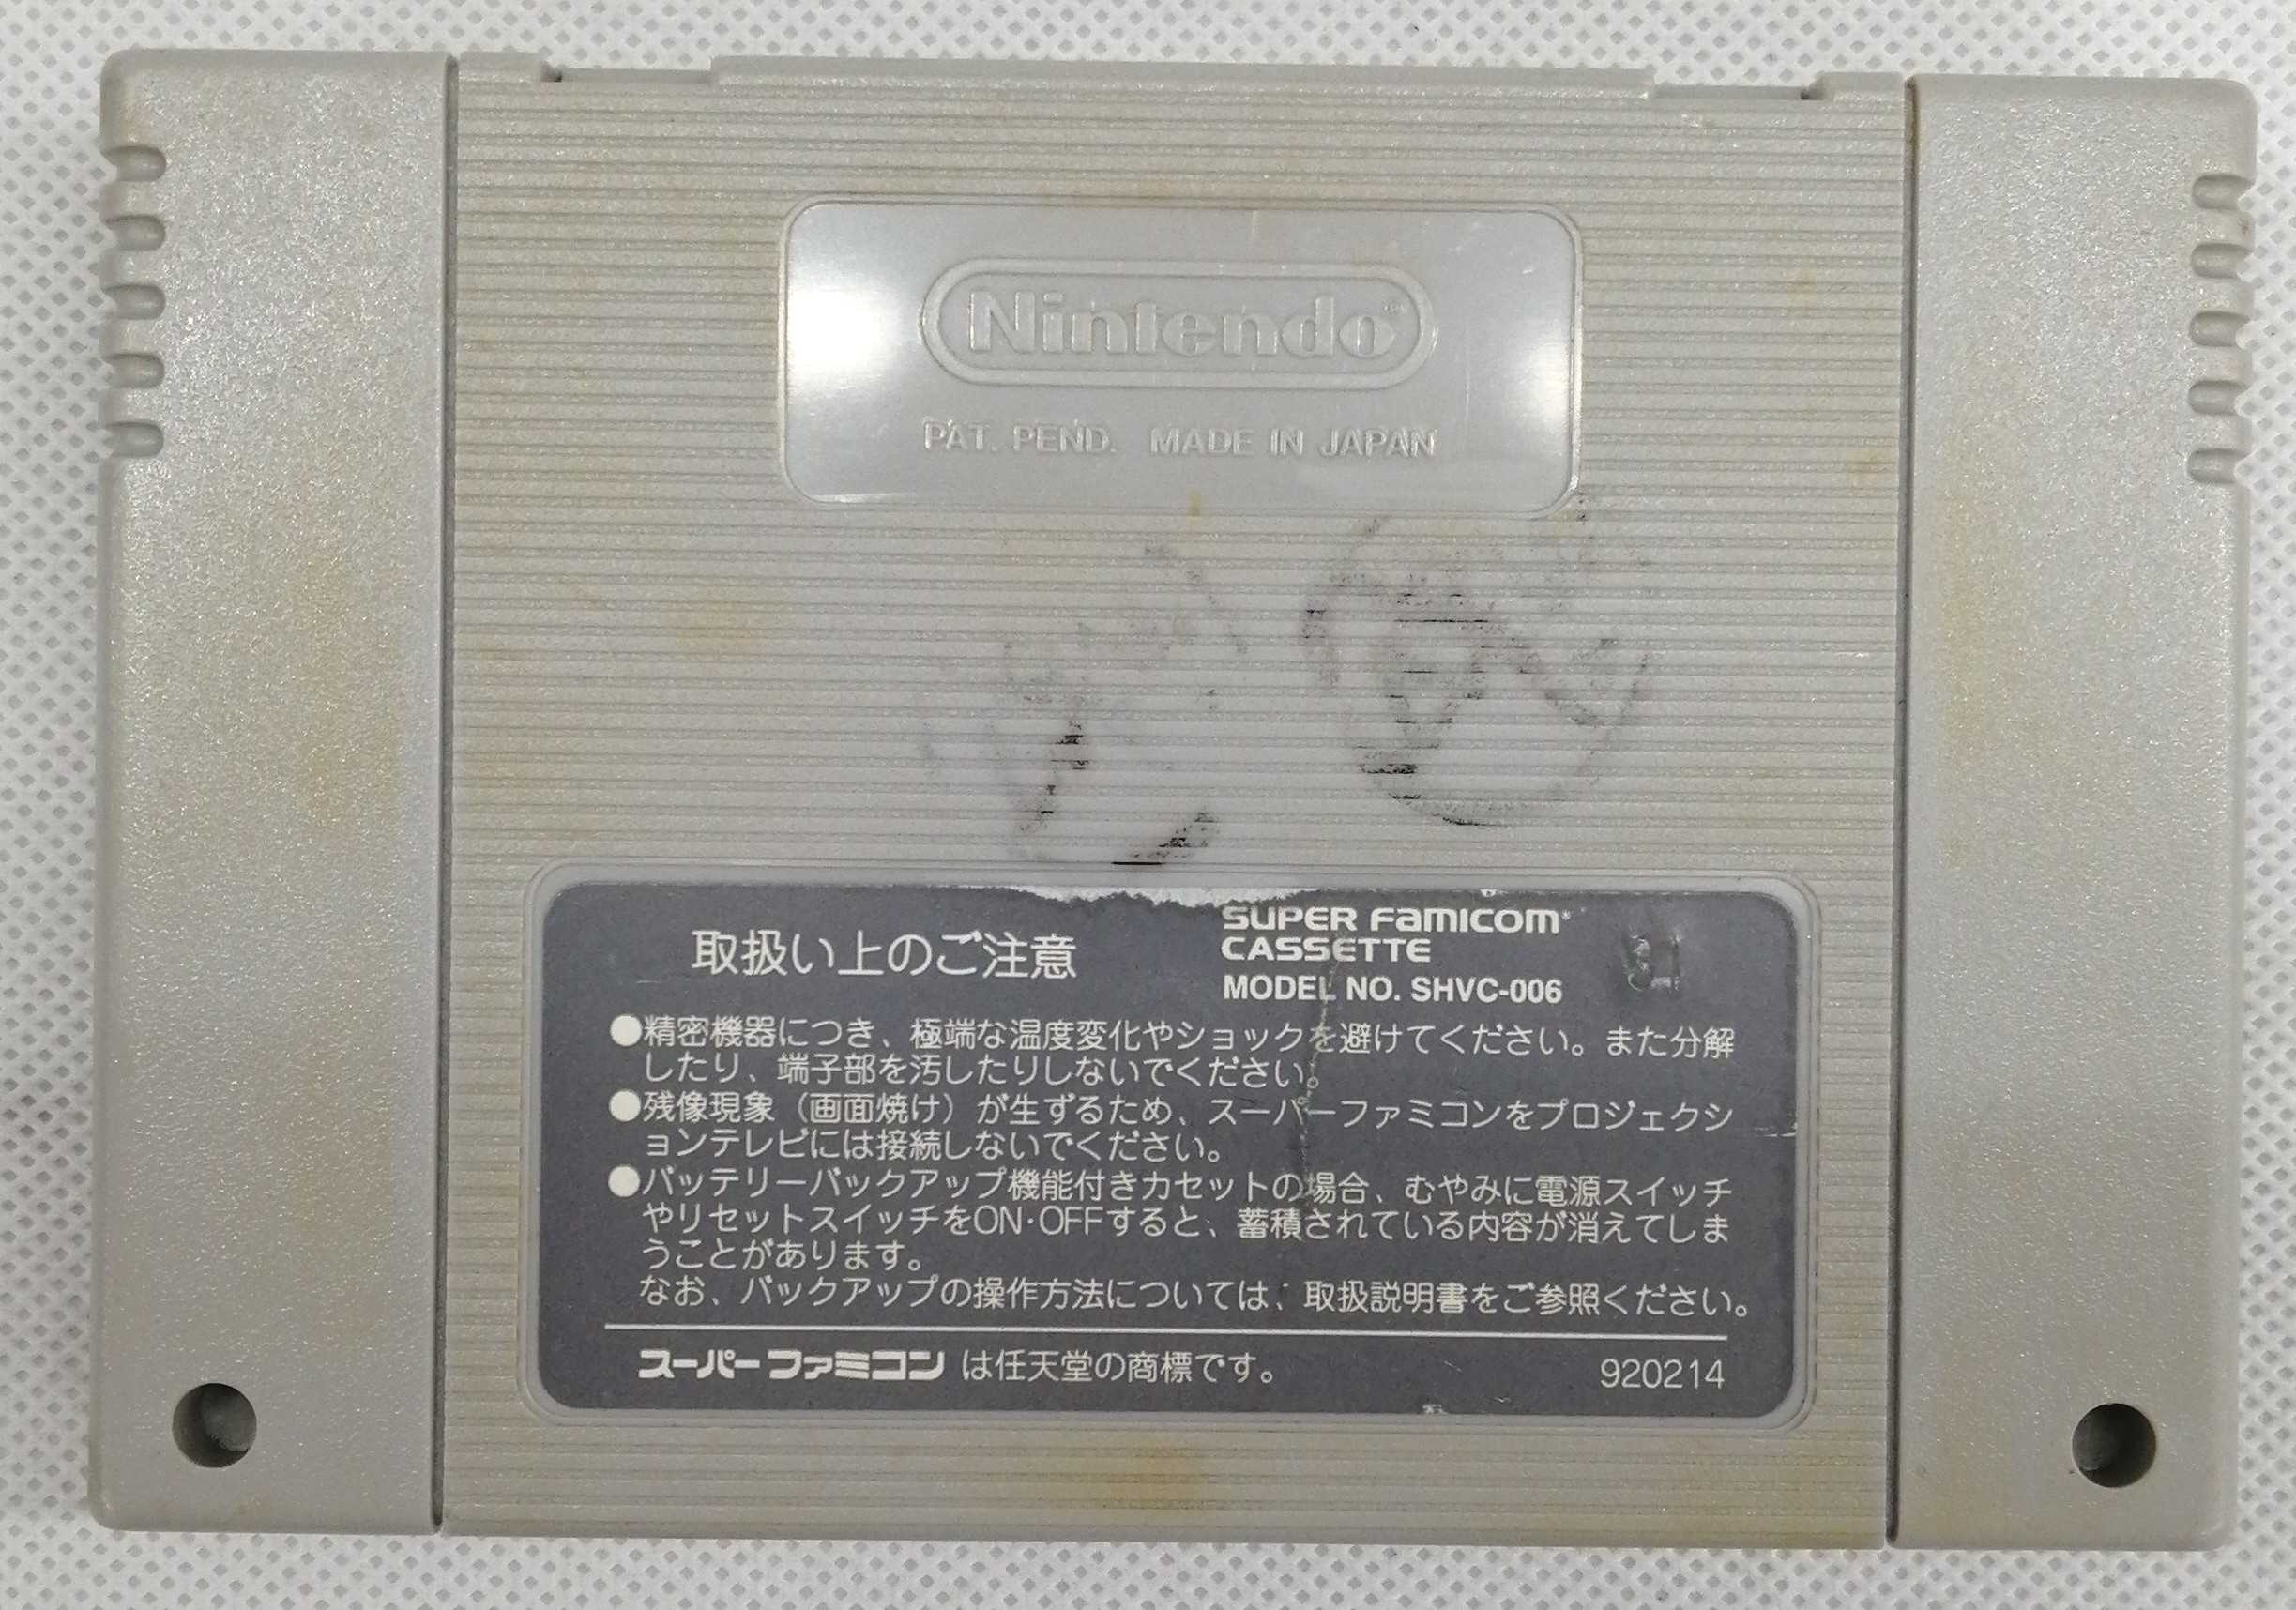 Nintendo
PAT. PEND. MADE IN JAPAN
取扱い上のご注意
SUPER FAMICOM
CASSETTE
MODEL NO. SHVC-006
●精密機器につき、極端な温度変化やショックを避けてください。また分解
したり、端子部を汚したりしないでください。
●残像現象（画面焼け）が生ずるため、スーパーファミコンをプロジェクシ
ョンテレビには接続しないでください。
●バッテリーバックアップ機能付きカセットの場合、むやみに電源スイッチ
やリセットスイッチをON·OFFすると、蓄積されている内容が消えてしま
うことがあります。
なお、バックアップの操作方法については、取扱説明書をご参照ください。
スーパーファミコン は任天堂の商標です。
920214